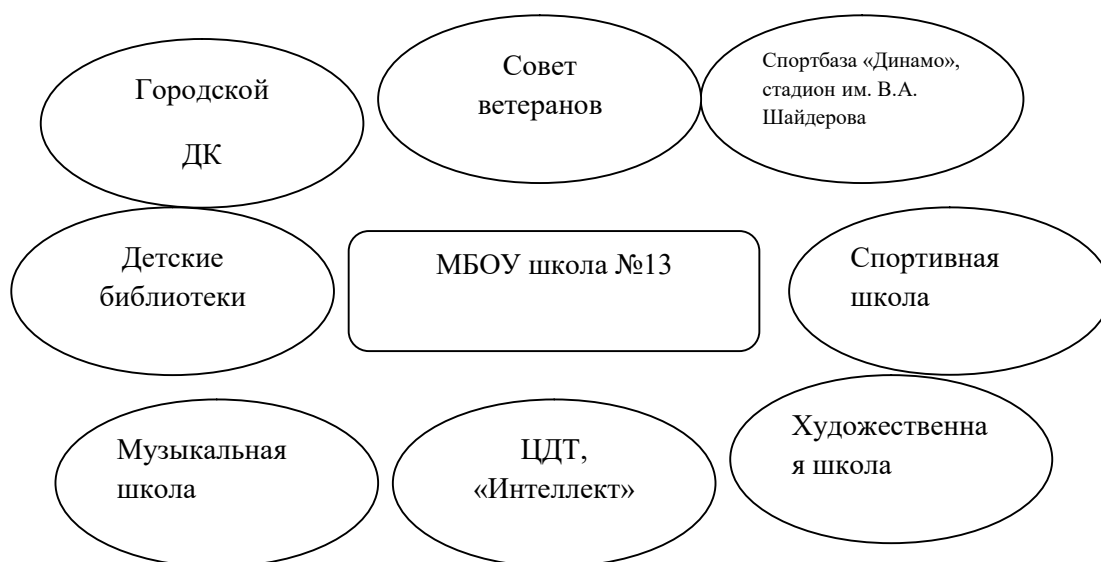 Городской
ДК
Совет
ветеранов
Спортбаза «Динамо»,
стадион им. В.А.
Шайдерова
Детские
библиотеки
МБОУ школа №13
Спортивная
школа
Музыкальная
школа
ЦДТ,
«Интеллект»
Художественна
я школа